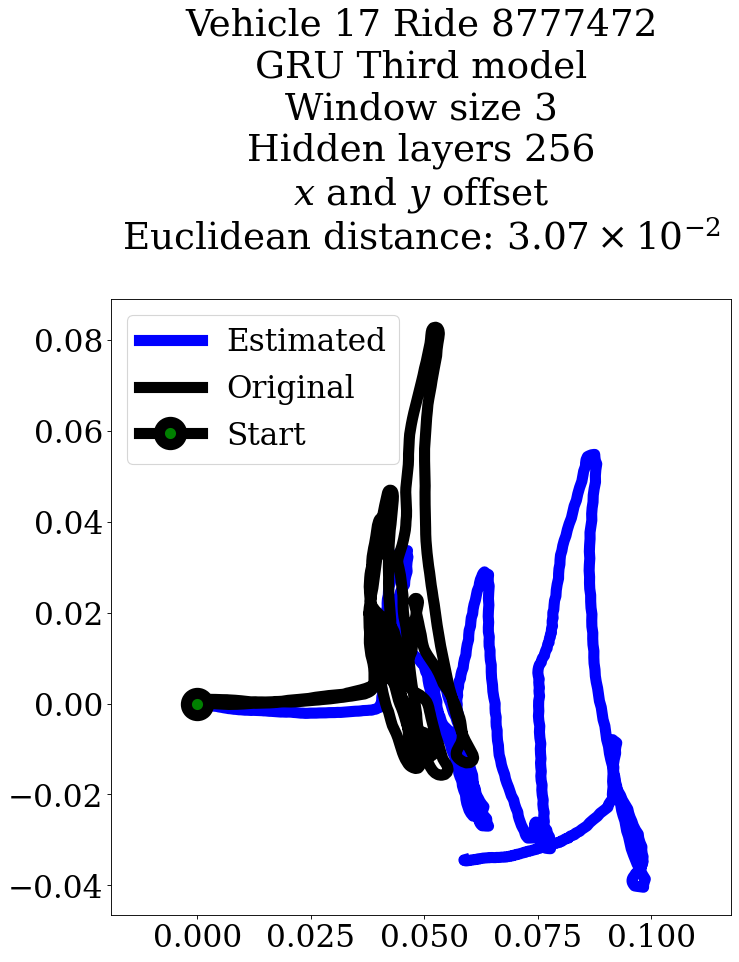 Vehicle 17 Ride 8777472
GRU Third model
Window size 3
Hidden layers 256
x and y offset
Euclidean distance: 3.07 × 10⁻²
Estimated
Original
Start
0.08
0.06
0.04
0.02
0.00
−0.02
−0.04
0.000 0.025 0.050 0.075 0.100